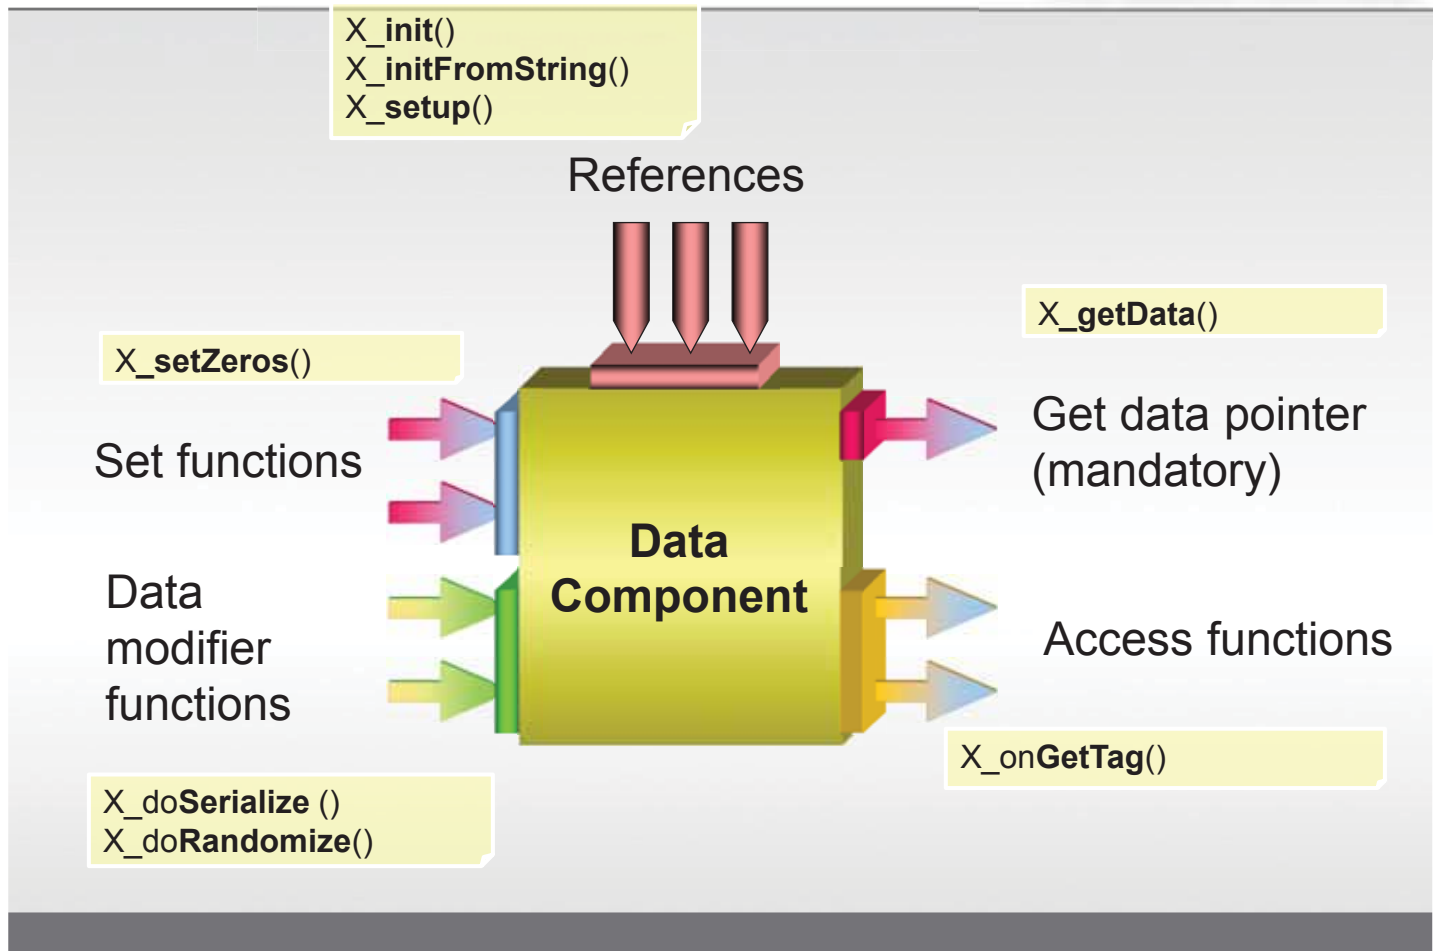 X_init()
X_initFromString()
X_setup()
References
X_getData()
X_setZeros()
Get data pointer
(mandatory)
Set functions
Data
Component
Data
modifier
functions
Access functions
X_onGetTag()
X_doSerialize ()
X_doRandomize()